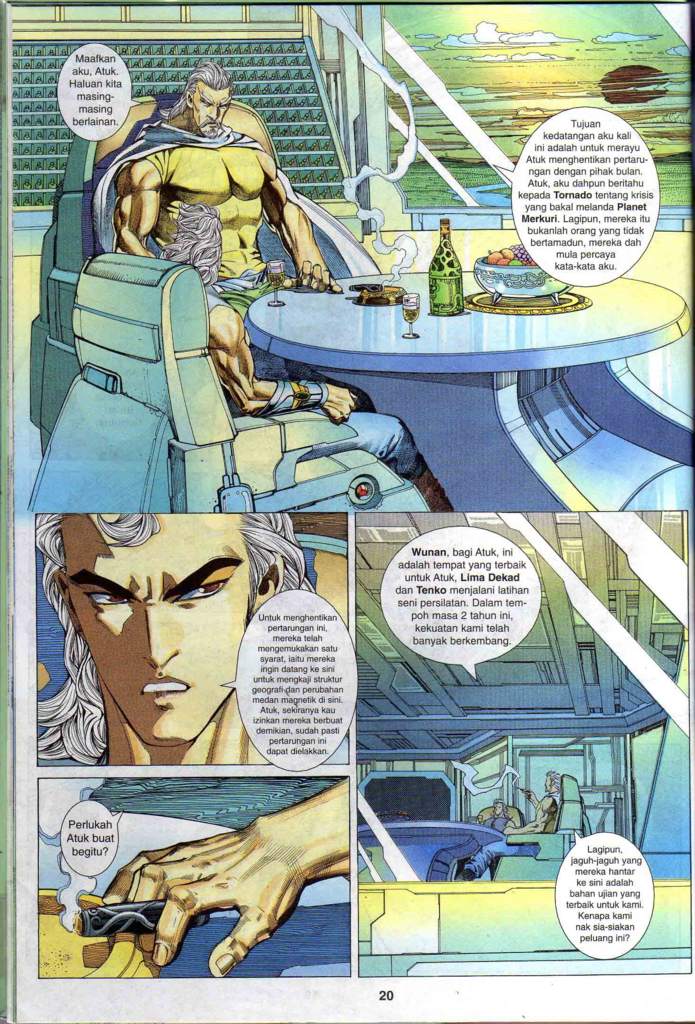 Maafkan
aku, Atuk.
Haluan kita
masing-
masing
berlainan.
Tujuan
kedatangan aku kali
ini adalah untuk merayu
Atuk menghentikan pertaru-
ngan dengan pihak bulan.
Atuk, aku dahpun beritahu
kepada Tornado tentang krisis
yang bakal melanda Planet
Merkuri. Lagipun, mereka itu
bukanlah orang yang tidak
bertamadun, mereka dah
mula percaya
kata-kata aku.
Untuk menghentikan
pertarungan ini,
mereka telah
mengemukakan satu
syarat, iaitu mereka
ingin datang ke sini
untuk mengkaji struktur
geografi dan perubahan
medan magnetik di sini.
Atuk, sekiranya kau
izinkan mereka berbuat
demikian, sudah pasti
pertarungan ini
dapat dielakkan.
Perlukah
Atuk buat
begitu?
Wunan, bagi Atuk, ini
adalah tempat yang terbaik
untuk Atuk, Lima Dekad
dan Tenko menjalani latihan
seni persilatan. Dalam tem-
poh masa 2 tahun ini,
kekuatan kami telah
banyak berkembang.
Lagipun,
jaguh-jaguh yang
mereka hantar
ke sini adalah
bahan ujian yang
terbaik untuk kami.
Kenapa kami
nak sia-siakan
peluang ini?
20